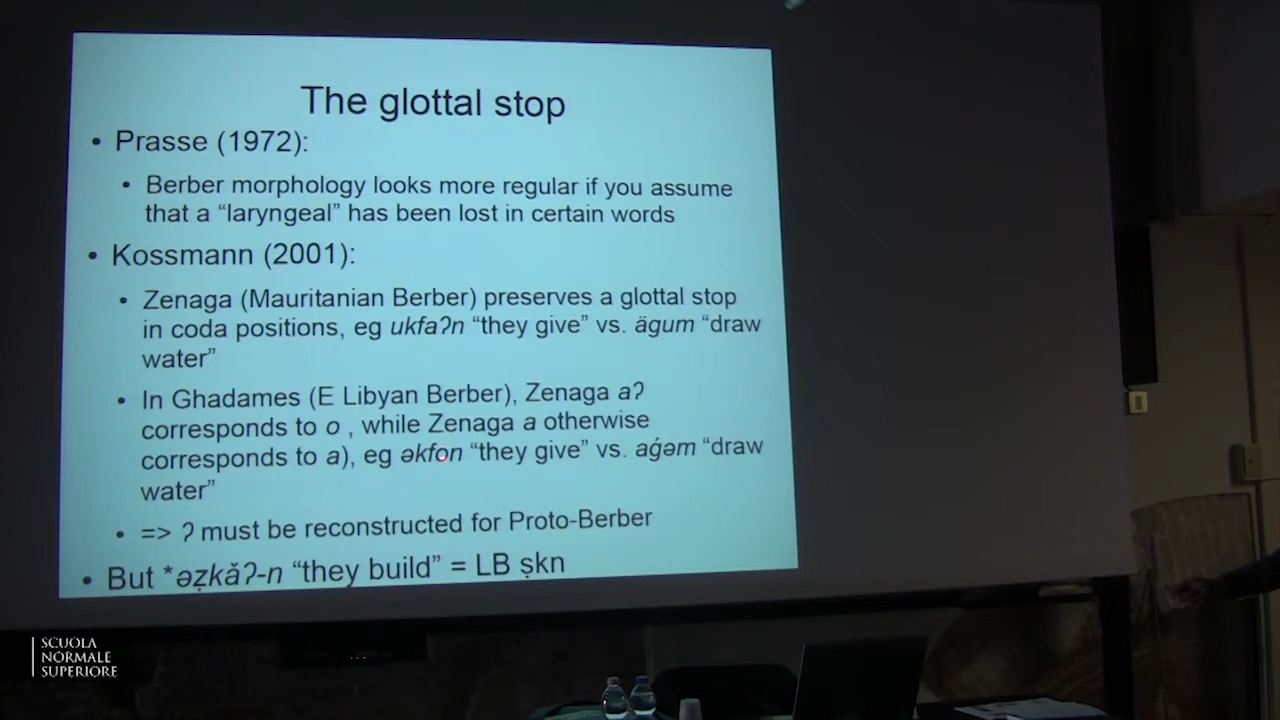 The glottal stop
• Prasse (1972):
• Berber morphology looks more regular if you assume
that a “laryngeal” has been lost in certain words
• Kossmann (2001):
• Zenaga (Mauritanian Berber) preserves a glottal stop
in coda positions, eg ukfaʔn “they give” vs. ägum “draw
water”
• In Ghadames (E Libyan Berber), Zenaga aʔ
corresponds to o , while Zenaga a otherwise
corresponds to a), eg əkfon “they give” vs. aǵəm “draw
water”
• => ʔ must be reconstructed for Proto-Berber
• But *əẓkăʔ-n “they build” = LB ṣkn
SCUOLA
NORMALE
SUPERIORE